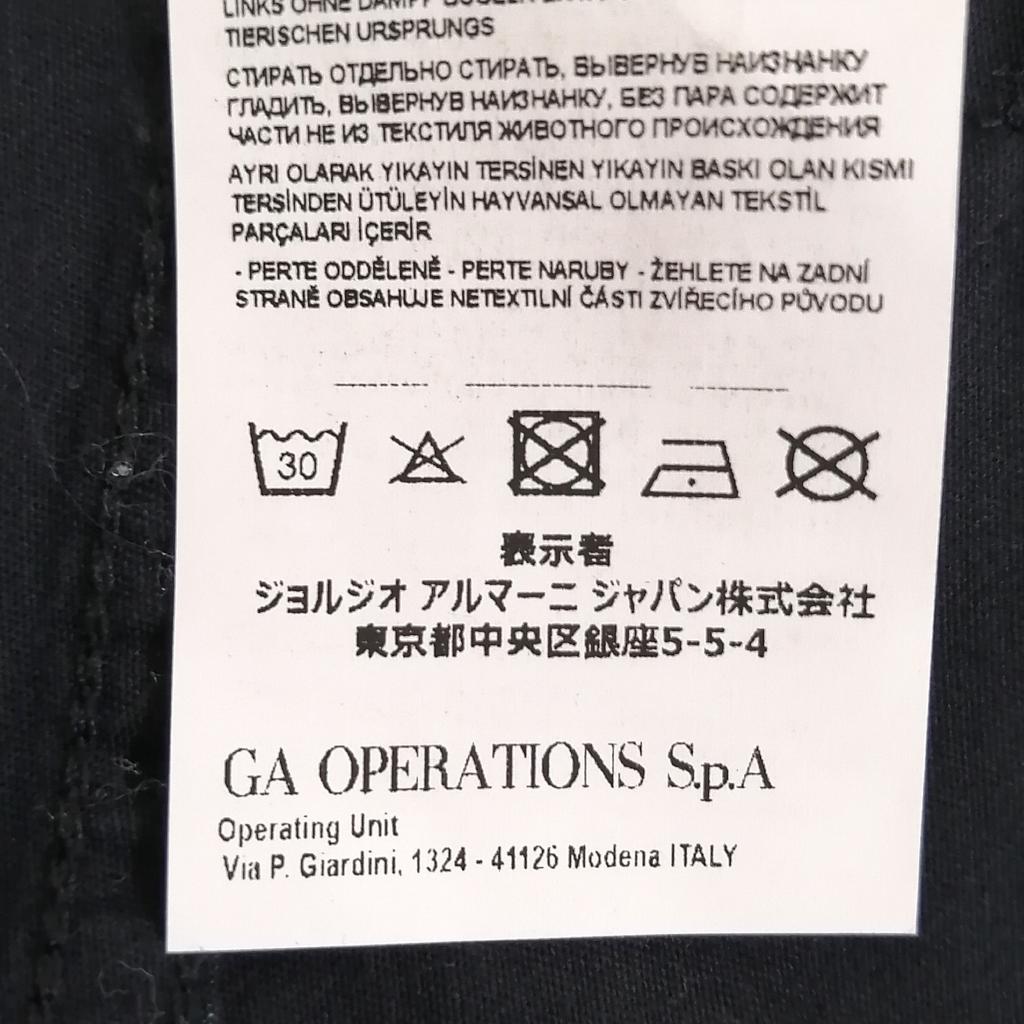 LINKS OHNE DAMPF
TIERISCHEN URSPRUNGS
СТИРАТЬ ОТДЕЛЬНО СТИРАТЬ, ВЫВЕРНУВ НАИЗНАНКУ
ГЛАДИТЬ, ВЫВЕРНУВ НАИЗНАНКУ, БЕЗ ПАРА СОДЕРЖИТ
ЧАСТИ НЕ ИЗ ТЕКСТИЛЯ ЖИВОТНОГО ПРОИСХОЖДЕНИЯ
AYRI OLARAK YIKAYIN TERSİNEN YIKAYIN BASKI OLAN KISMI
TERSİNDEN ÜTÜLEYİN HAYVANSAL OLMAYAN TEKSTİL
PARÇALARI İÇERİR
- PERTE ODDĚLENĚ - PERTE NARUBY - ŽEHLETE NA ZADNÍ
STRANĚ OBSAHUJE NETEXTILNÍ ČÁSTI ZVÍŘECÍHO PŮVODU
30
表示者
ジョルジオ アルマーニ ジャパン株式会社
東京都中央区銀座5-5-4
GA OPERATIONS S.p.A
Operating Unit
Via P. Giardini, 1324 - 41126 Modena ITALY